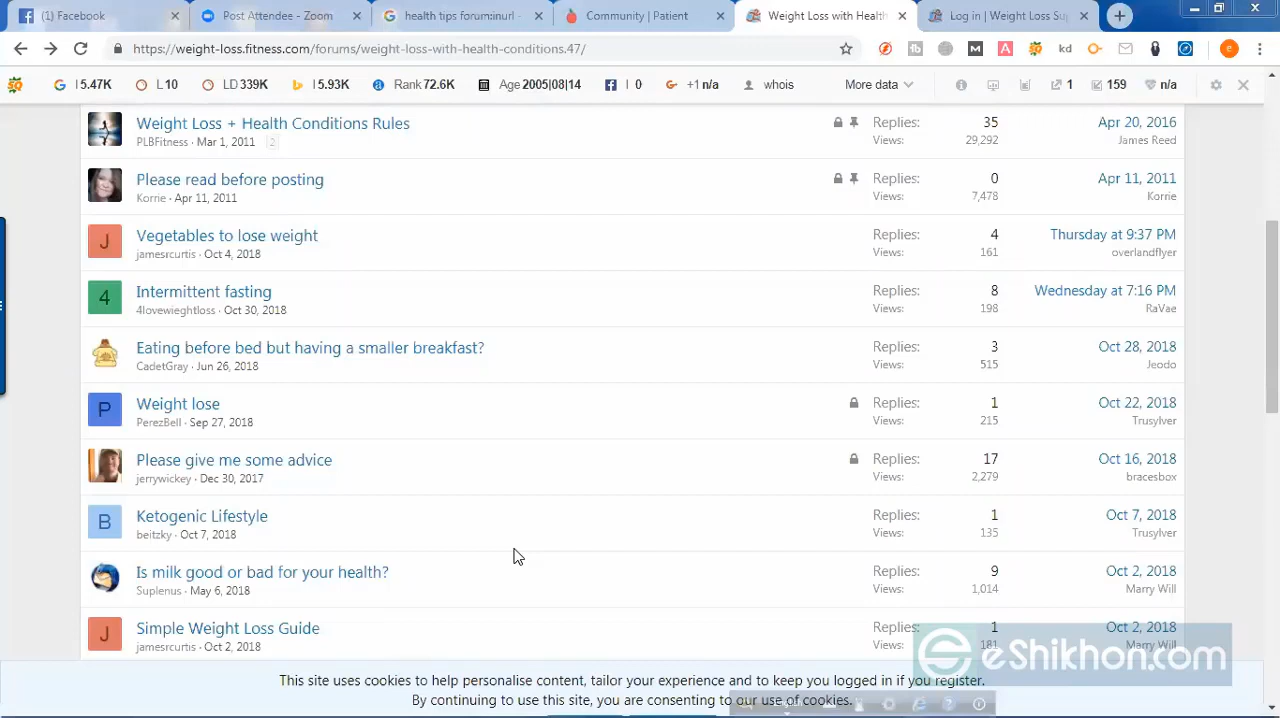 Facebook
Post Attendee - Zoom
health tips forum:inurl -
Community | Patient
Weight Loss with Healt
Log in | Weight Loss Su
https://weight-loss.fitness.com/forums/weight-loss-with-health-conditions.47/
I 5.47K
L 10
LD 339K
I 5.93K
Rank 72.6K
Age 2005|08|14
I 0
+1 n/a
whois
More data
1
159
n/a
Weight Loss + Health Conditions Rules
Replies: 35
Apr 20, 2016
PLBFitness · Mar 1, 2011 2
Views: 29,292
James Reed
Please read before posting
Replies: 0
Apr 11, 2011
Korrie · Apr 11, 2011
Views: 7,478
Korrie
Vegetables to lose weight
Replies: 4
Thursday at 9:37 PM
jamesrcurtis · Oct 4, 2018
Views: 161
overlandflyer
Intermittent fasting
Replies: 8
Wednesday at 7:16 PM
4lovewieghtloss · Oct 30, 2018
Views: 198
RaVae
Eating before bed but having a smaller breakfast?
Replies: 3
Oct 28, 2018
CadetGray · Jun 26, 2018
Views: 515
Jeodo
Weight lose
Replies: 1
Oct 22, 2018
PerezBell · Sep 27, 2018
Views: 215
Trusylver
Please give me some advice
Replies: 17
Oct 16, 2018
jerrywickey · Dec 30, 2017
Views: 2,279
bracesbox
Ketogenic Lifestyle
Replies: 1
Oct 7, 2018
beitzky · Oct 7, 2018
Views: 135
Trusylver
Is milk good or bad for your health?
Replies: 9
Oct 2, 2018
Suplenus · May 6, 2018
Views: 1,014
Marry Will
Simple Weight Loss Guide
Replies: 1
Oct 2, 2018
jamesrcurtis · Oct 2, 2018
Views: 181
Marry Will
eShikhon.com
This site uses cookies to help personalise content, tailor your experience and to keep you logged in if you register.
By continuing to use this site, you are consenting to our use of cookies.